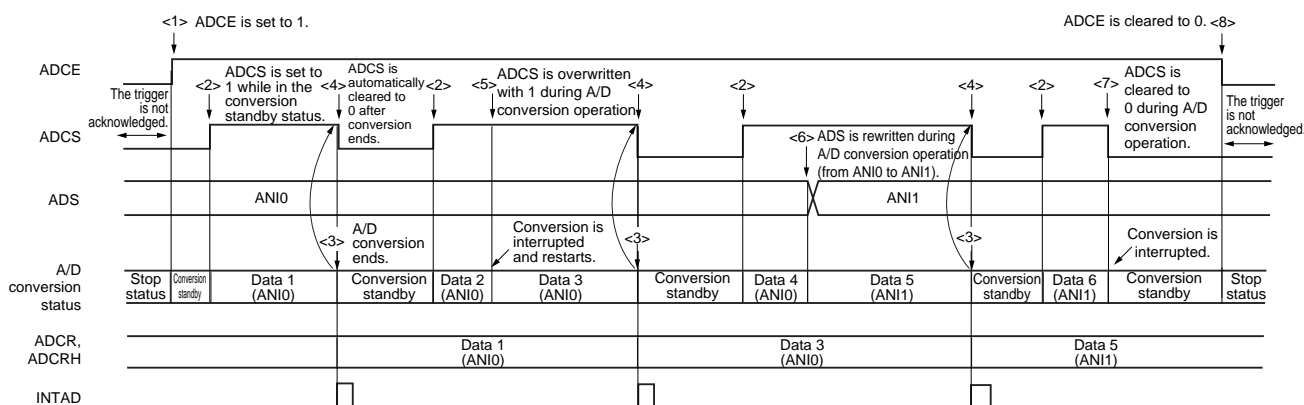 <1> ADCE is set to 1.
ADCE is cleared to 0. <8>
ADCE
The trigger
is not
acknowledged.
<2>
ADCS is set to
1 while in the
conversion
standby status.
<4>
ADCS is
automatically
cleared to
0 after
conversion
ends.
<2>
<5>
ADCS is overwritten
with 1 during A/D
conversion operation
<4>
<2>
<4>
<2>
<7>
ADCS is
cleared to
0 during A/D
conversion
operation.
The trigger
is not
acknowledged.
ADCS
<6> ADS is rewritten during
A/D conversion operation
(from ANI0 to ANI1).
ADS
ANI0
ANI1
<3>
A/D
conversion
ends.
Conversion is
interrupted
and restarts.
<3>
<3>
Conversion is
interrupted.
A/D
conversion
status
Stop
status
Conversion
standby
Data 1
(ANI0)
Conversion
standby
Data 2
(ANI0)
Data 3
(ANI0)
Conversion
standby
Data 4
(ANI0)
Data 5
(ANI1)
Conversion
standby
Data 6
(ANI1)
Conversion
standby
Stop
status
ADCR,
ADCRH
Data 1
(ANI0)
Data 3
(ANI0)
Data 5
(ANI1)
INTAD